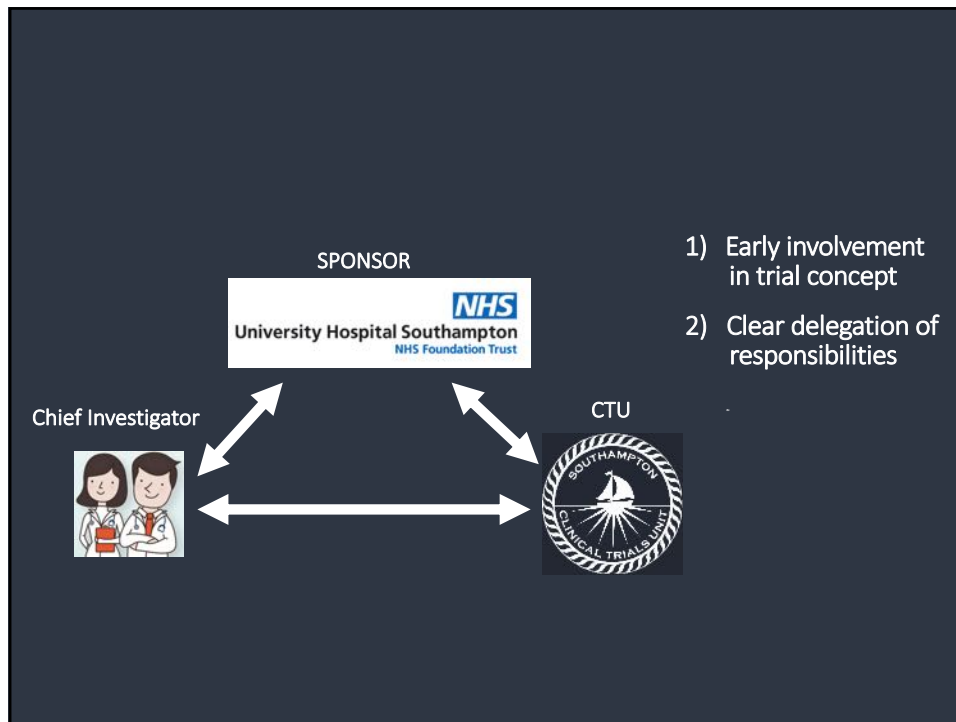 SPONSOR
NHS
University Hospital Southampton
NHS Foundation Trust
Chief Investigator
CTU
SOUTHAMPTON
CLINICAL TRIALS UNIT
1) Early involvement
in trial concept
2) Clear delegation of
responsibilities
-